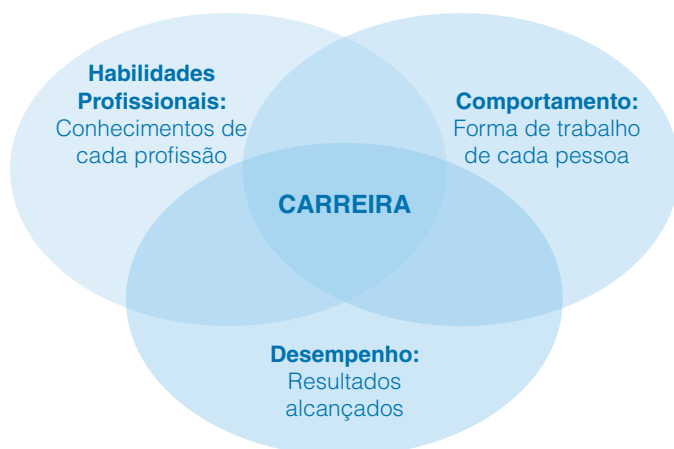 Habilidades
Profissionais:
Conhecimentos de
cada profissão
Comportamento:
Forma de trabalho
de cada pessoa
CARREIRA
Desempenho:
Resultados
alcançados